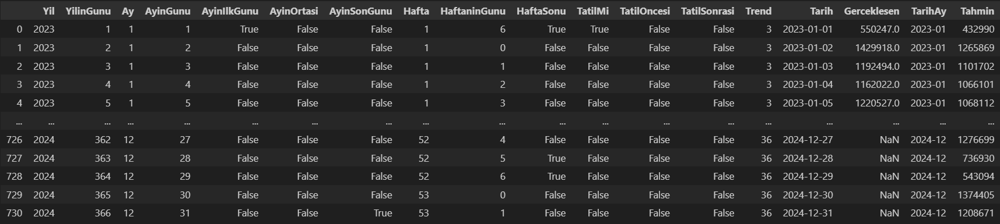 Yil YilinGunu Ay AyinGunu AyinIlkGunu AyinOrtasi AyinSonGunu Hafta HaftaninGunu HaftaSonu TatilMi TatilOncesi TatilSonrasi Trend Tarih Gerceklesen TarihAy Tahmin
0 2023 1 1 1 True False False 1 6 True True False False 3 2023-01-01 550247.0 2023-01 432990
1 2023 2 1 2 False False False 1 0 False False False False 3 2023-01-02 1429918.0 2023-01 1265869
2 2023 3 1 3 False False False 1 1 False False False False 3 2023-01-03 1192494.0 2023-01 1101702
3 2023 4 1 4 False False False 1 2 False False False False 3 2023-01-04 1162022.0 2023-01 1066101
4 2023 5 1 5 False False False 1 3 False False False False 3 2023-01-05 1220527.0 2023-01 1068112
... ... ... ... ... ... ... ... ... ... ... ... ... ... ... ... ... ... ...
726 2024 362 12 27 False False False 52 4 False False False False 36 2024-12-27 NaN 2024-12 1276699
727 2024 363 12 28 False False False 52 5 True False False False 36 2024-12-28 NaN 2024-12 736930
728 2024 364 12 29 False False False 52 6 True False False False 36 2024-12-29 NaN 2024-12 543094
729 2024 365 12 30 False False False 53 0 False False False False 36 2024-12-30 NaN 2024-12 1374405
730 2024 366 12 31 False False True 53 1 False False False False 36 2024-12-31 NaN 2024-12 1208671